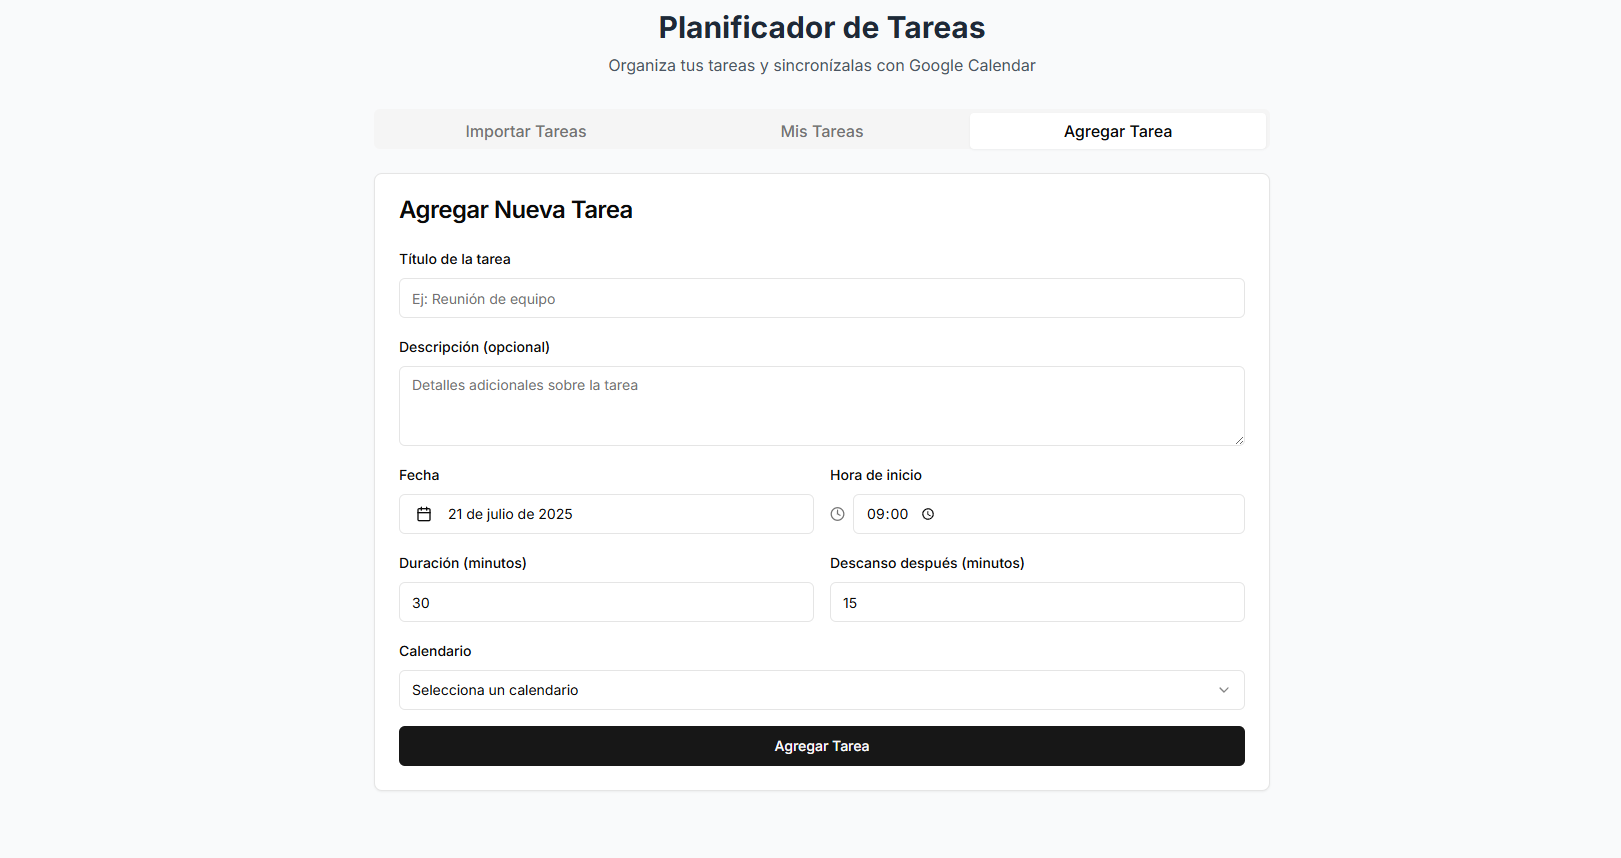 Planificador de Tareas
Organiza tus tareas y sincronízalas con Google Calendar
Importar Tareas
Mis Tareas
Agregar Tarea
Agregar Nueva Tarea
Título de la tarea
Ej: Reunión de equipo
Descripción (opcional)
Detalles adicionales sobre la tarea
Fecha
Hora de inicio
21 de julio de 2025
09:00
Duración (minutos)
Descanso después (minutos)
30
15
Calendario
Selecciona un calendario
Agregar Tarea